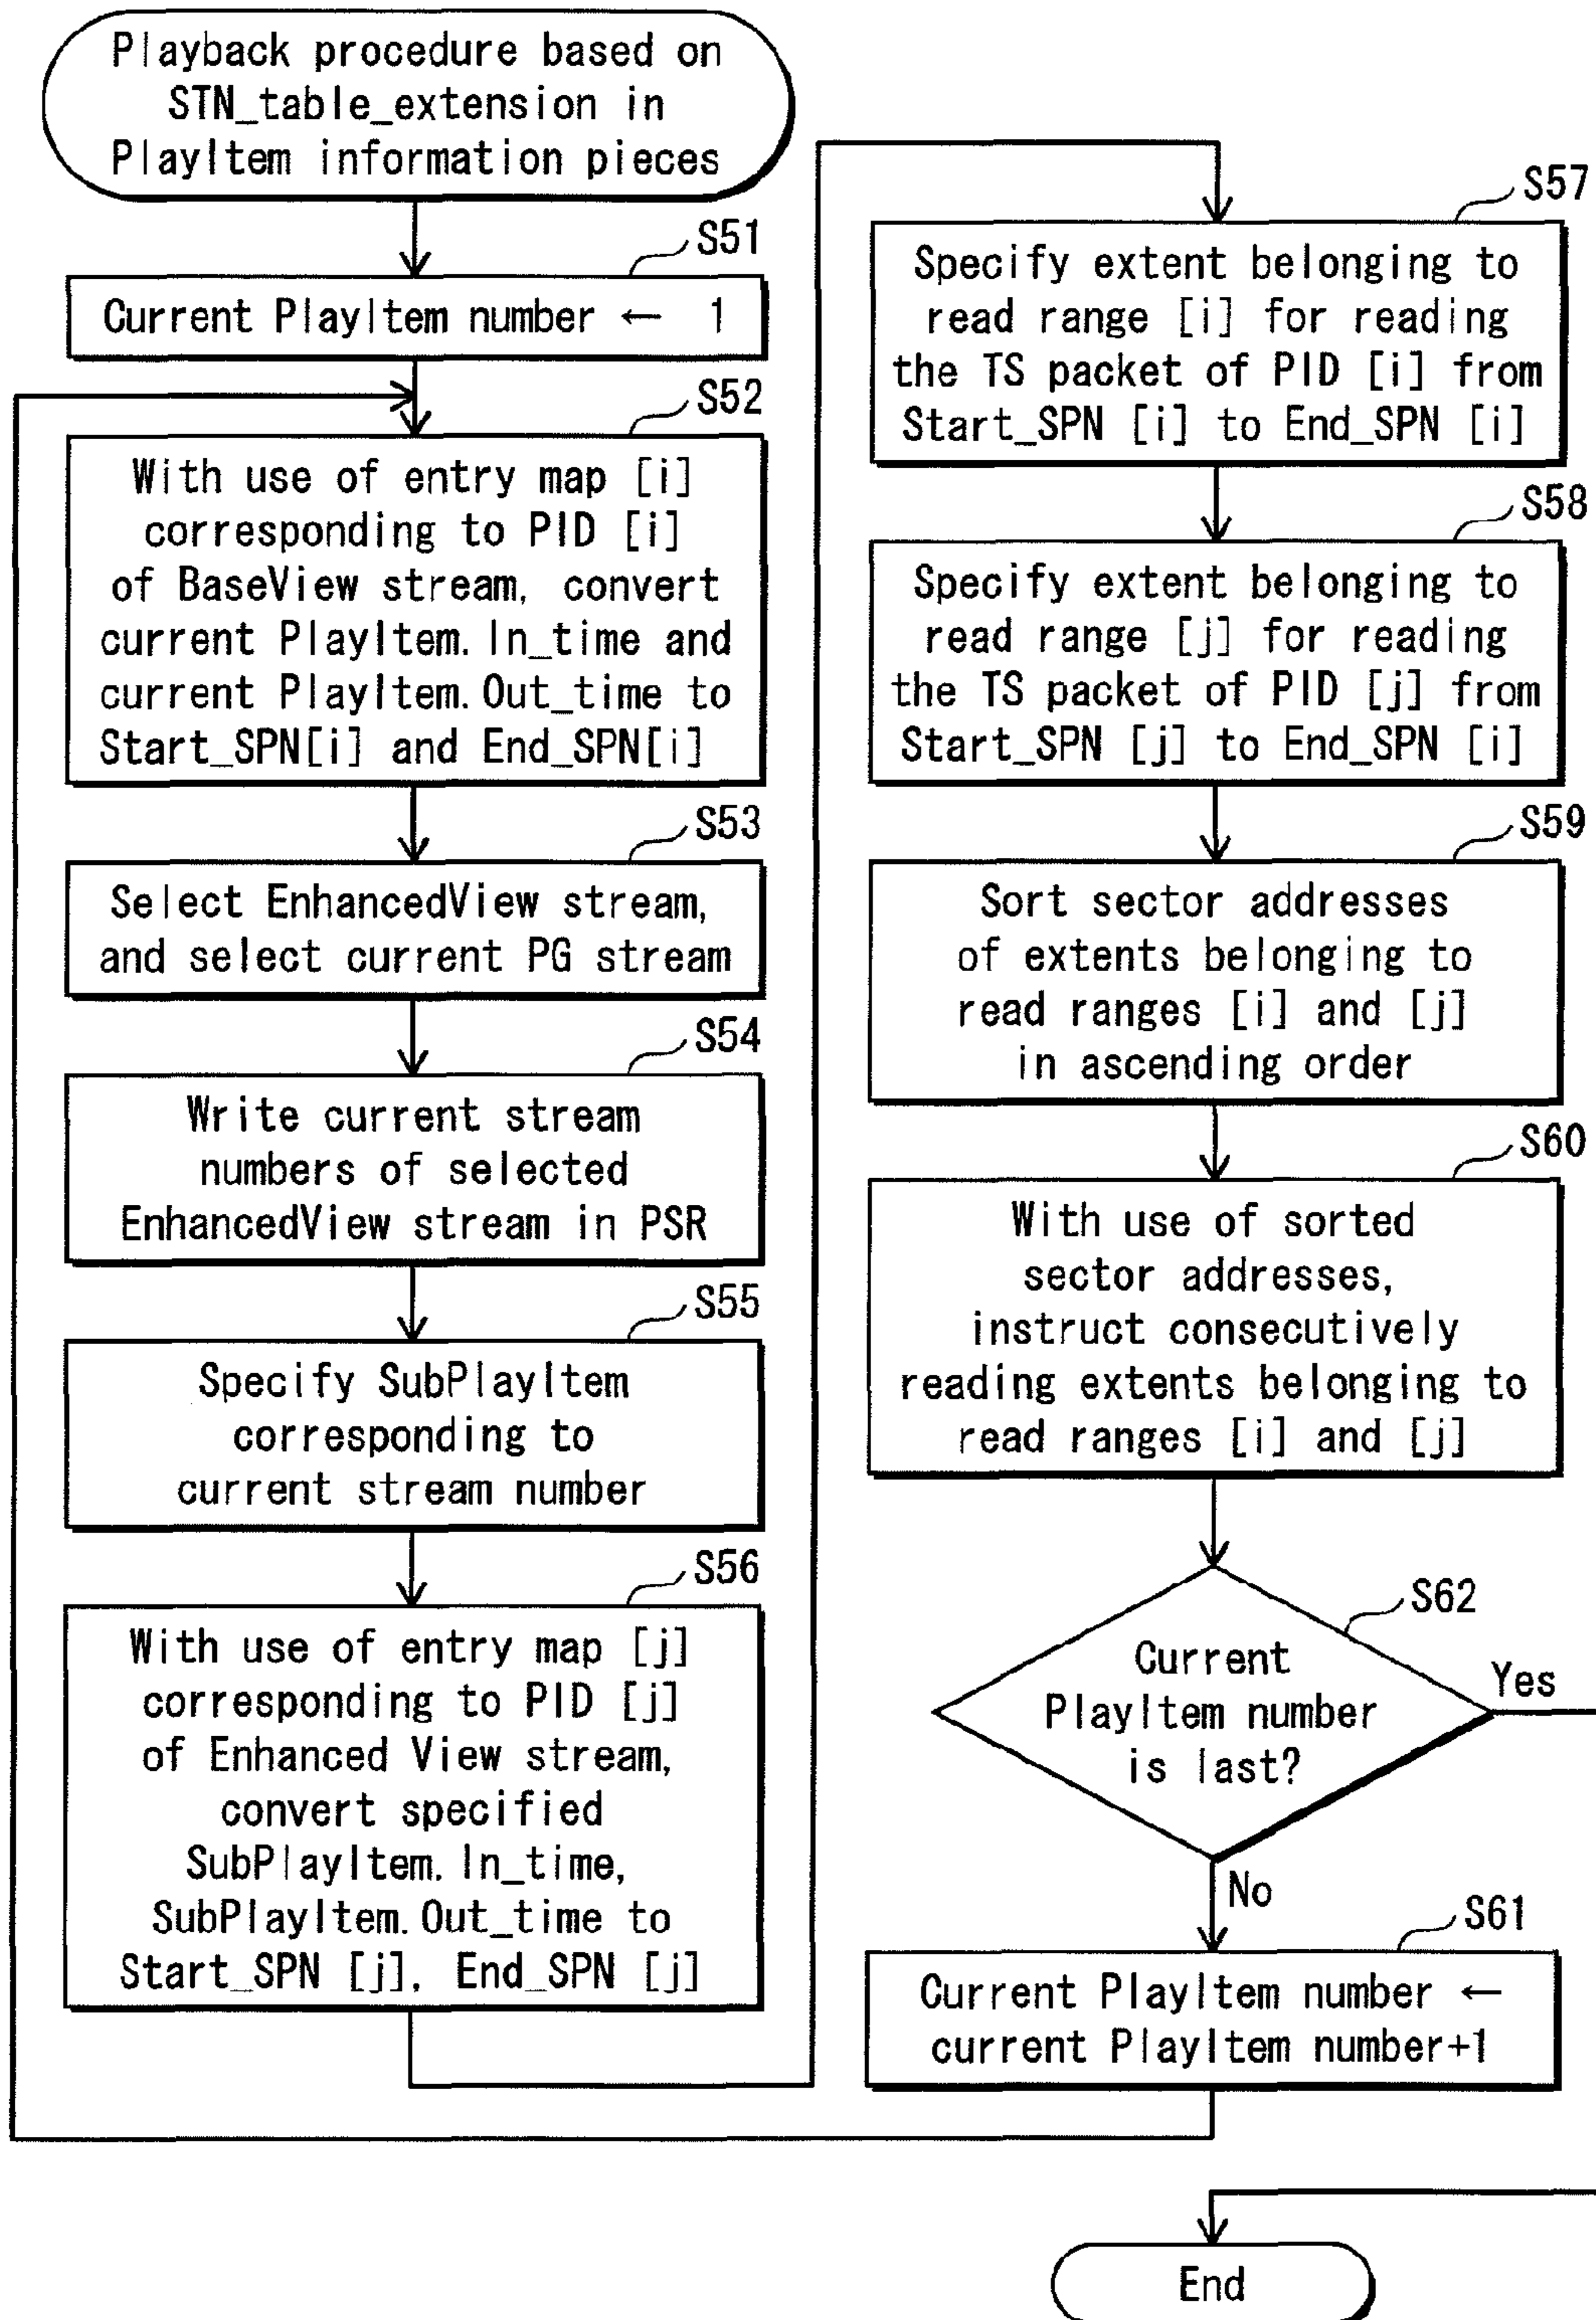 Playback procedure based on
STN_table_extension in
PlayItem information pieces
S51
Current PlayItem number ← 1
S52
With use of entry map [i]
corresponding to PID [i]
of BaseView stream, convert
current PlayItem.In_time and
current PlayItem.Out_time to
Start_SPN[i] and End_SPN[i]
S53
Select EnhancedView stream,
and select current PG stream
S54
Write current stream
numbers of selected
EnhancedView stream in PSR
S55
Specify SubPlayItem
corresponding to
current stream number
S56
With use of entry map [j]
corresponding to PID [j]
of Enhanced View stream,
convert specified
SubPlayItem.In_time,
SubPlayItem.Out_time to
Start_SPN [j], End_SPN [j]
S57
Specify extent belonging to
read range [i] for reading
the TS packet of PID [i] from
Start_SPN [i] to End_SPN [i]
S58
Specify extent belonging to
read range [j] for reading
the TS packet of PID [j] from
Start_SPN [j] to End_SPN [i]
S59
Sort sector addresses
of extents belonging to
read ranges [i] and [j]
in ascending order
S60
With use of sorted
sector addresses,
instruct consecutively
reading extents belonging to
read ranges [i] and [j]
S62
Current
PlayItem number
is last?
Yes
No
S61
Current PlayItem number ←
current PlayItem number+1
End